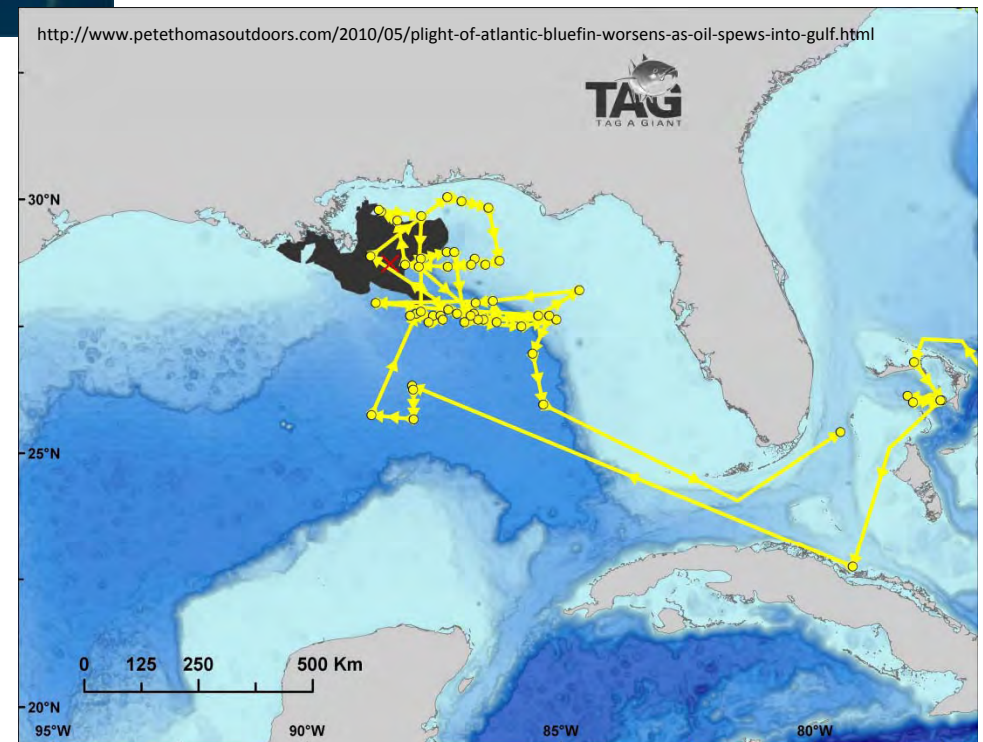 http://www.petethomasoutdoors.com/2010/05/plight-of-atlantic-bluefin-worsens-as-oil-spews-into-gulf.html
TAG
TAG A GIANT
30°N
25°N
0 125 250 500 Km
20°N
95°W 90°W 85°W 80°W